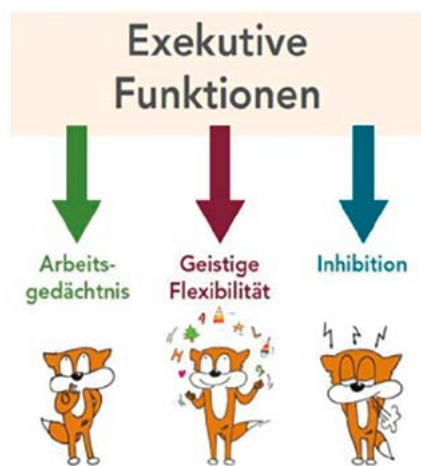 Exekutive
Funktionen
Arbeits-
gedächtnis
Geistige
Flexibilität
Inhibition